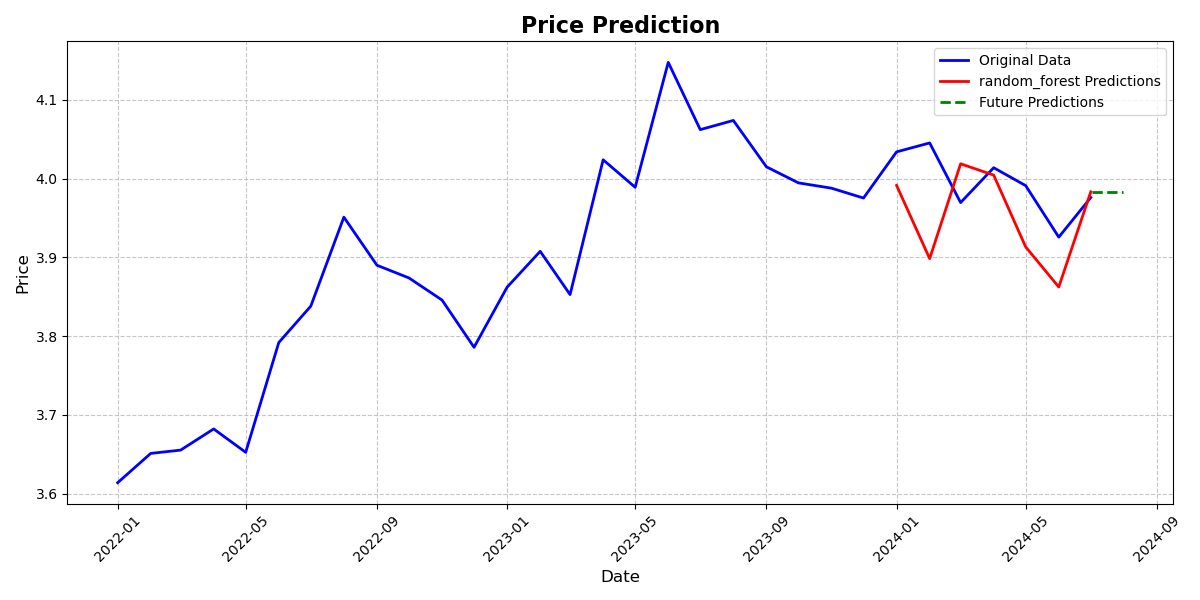 Price Prediction
Original Data
random_forest Predictions
Future Predictions
Price
4.1
4.0
3.9
3.8
3.7
3.6
2022-01
2022-05
2022-09
2023-01
2023-05
2023-09
2024-01
2024-05
2024-09
Date